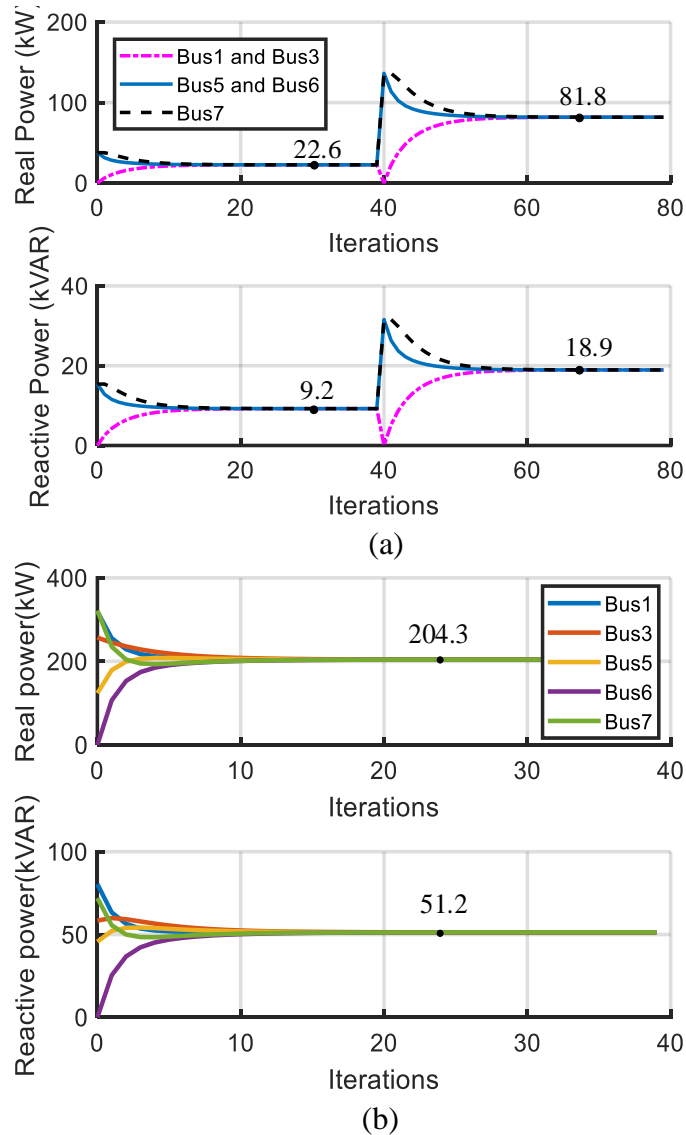 Real Power (kW)
200
100
0
Bus1 and Bus3
Bus5 and Bus6
Bus7
22.6
81.8
0 20 40 60 80
Iterations
Reactive Power (kVAR)
40
20
0
9.2
18.9
0 20 40 60 80
Iterations
(a)
Real power(kW)
400
200
0
204.3
Bus1
Bus3
Bus5
Bus6
Bus7
0 10 20 30 40
Iterations
Reactive power(kVAR)
100
50
0
51.2
0 10 20 30 40
Iterations
(b)